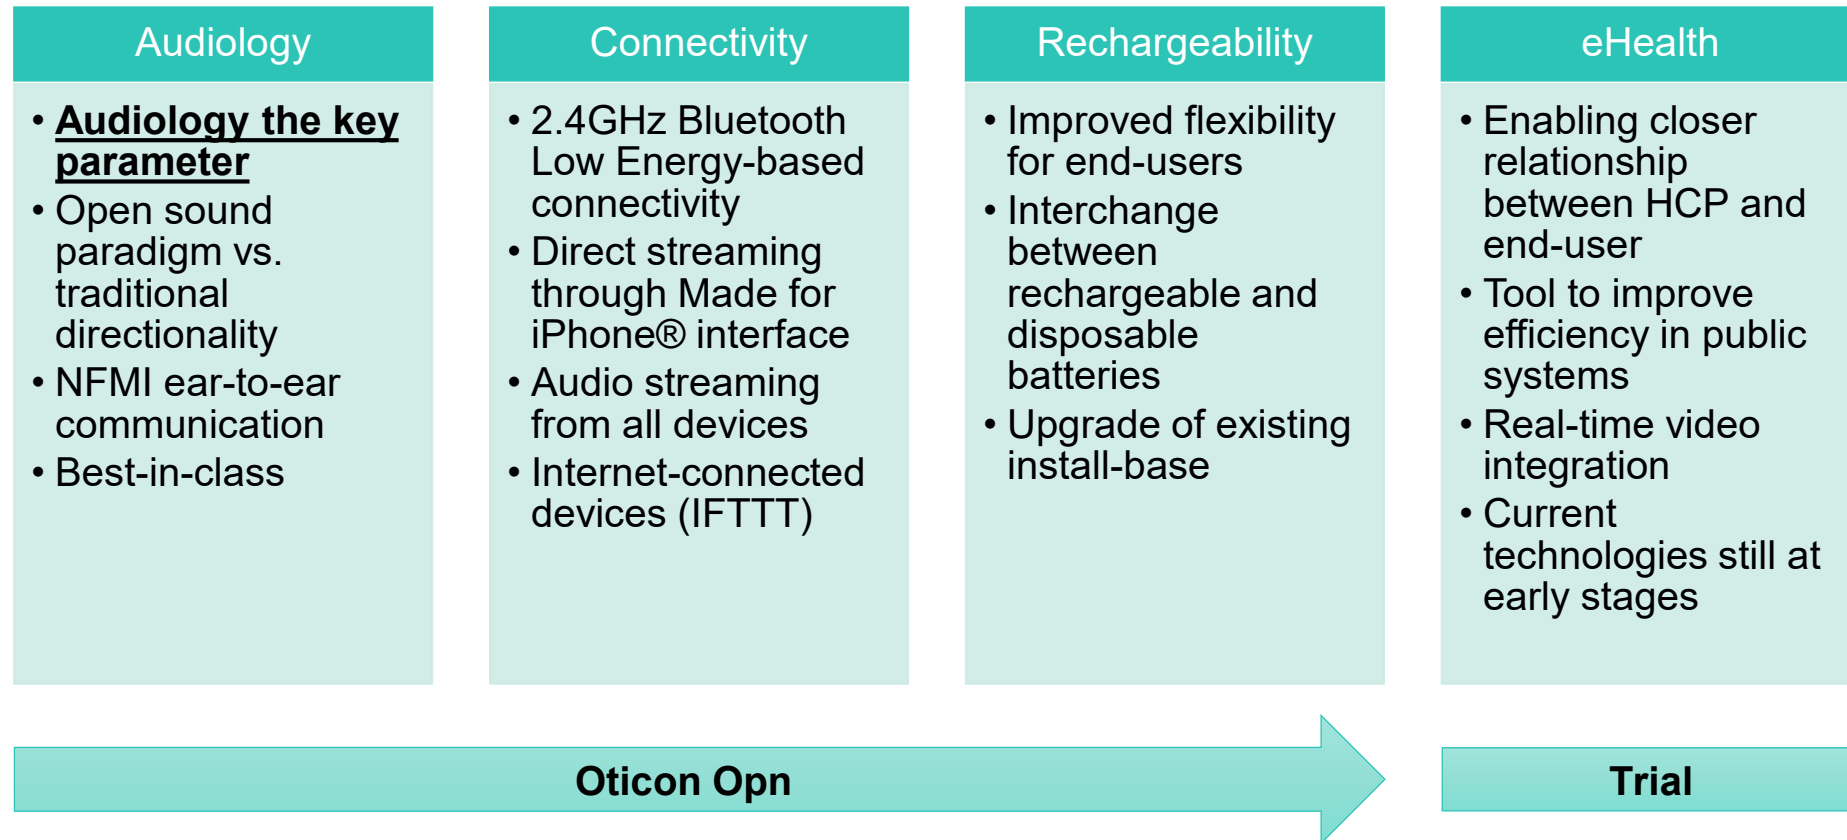 Audiology
• Audiology the key
parameter
• Open sound
paradigm vs.
traditional
directionality
• NFMI ear-to-ear
communication
• Best-in-class
Connectivity
• 2.4GHz Bluetooth
Low Energy-based
connectivity
• Direct streaming
through Made for
iPhone® interface
• Audio streaming
from all devices
• Internet-connected
devices (IFTTT)
Rechargeability
• Improved flexibility
for end-users
• Interchange
between
rechargeable and
disposable
batteries
• Upgrade of existing
install-base
eHealth
• Enabling closer
relationship
between HCP and
end-user
• Tool to improve
efficiency in public
systems
• Real-time video
integration
• Current
technologies still at
early stages
Oticon Opn
Trial